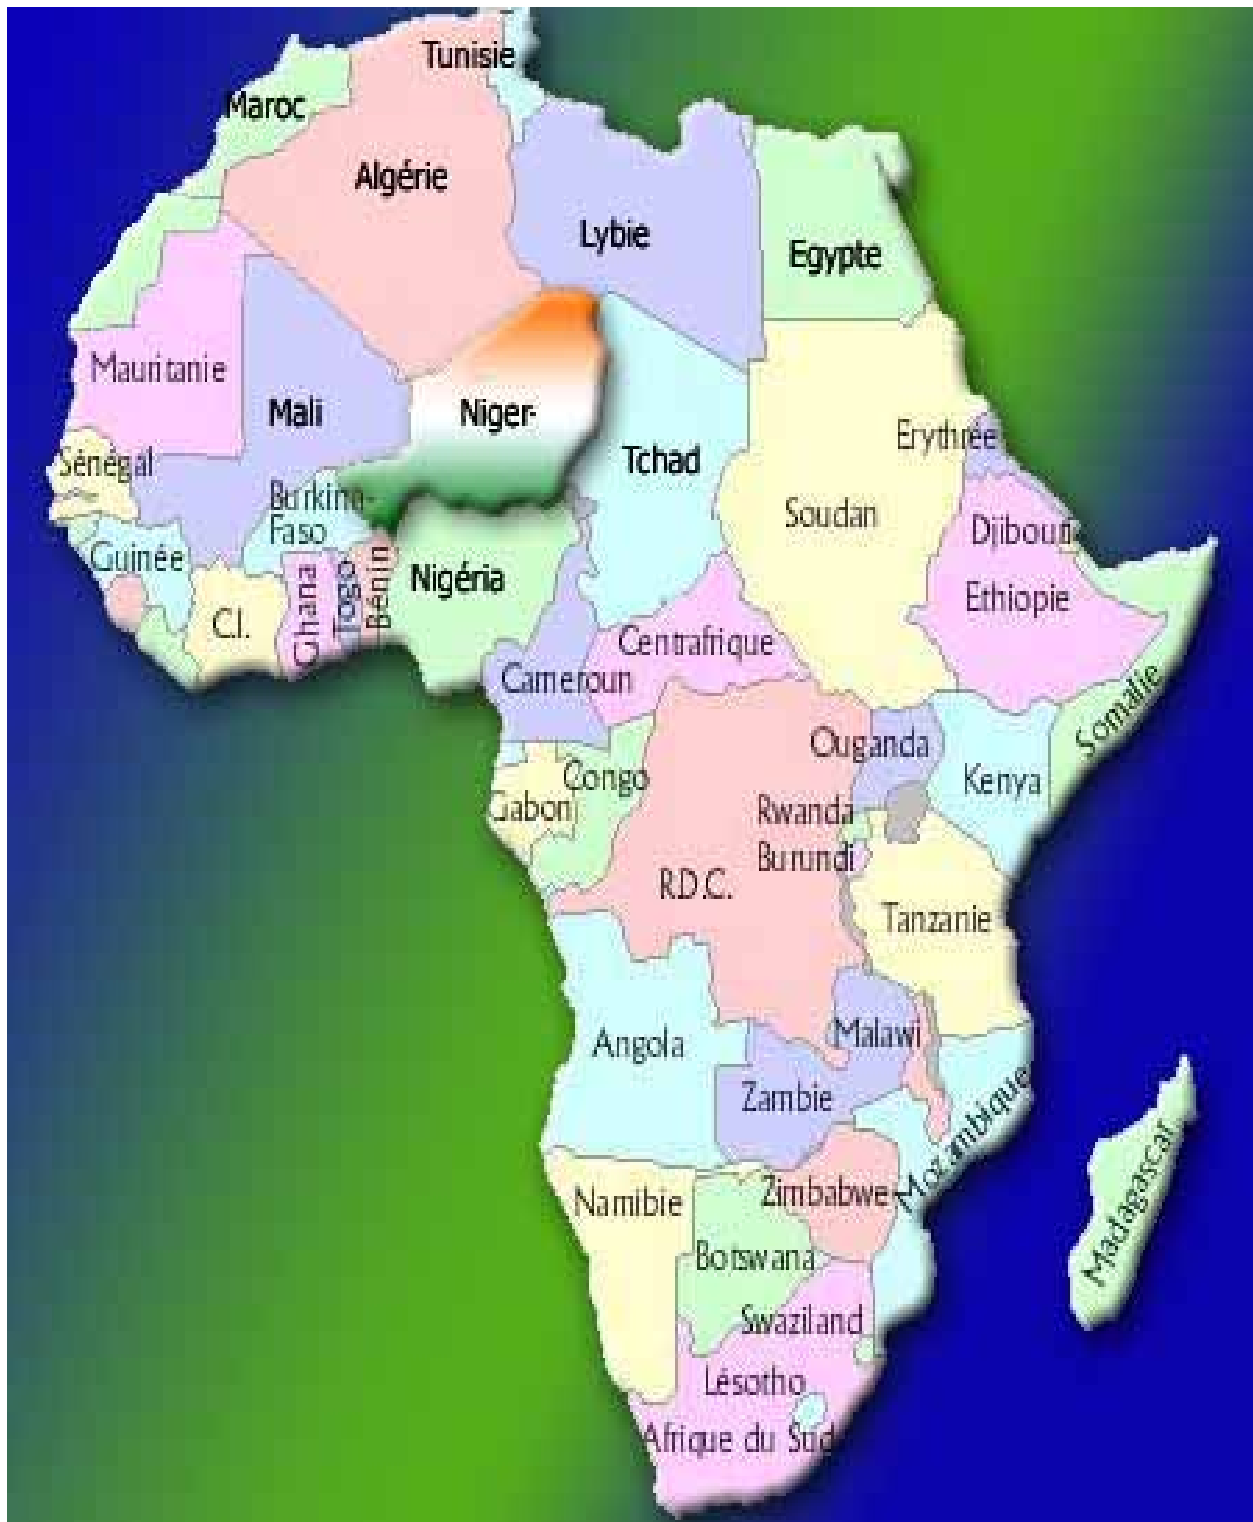 Tunisie
Maroc
Algérie
Lybie
Egypte
Mauritanie
Mali
Niger-
Tchad
Erythrée
Sénégal
Burkina-
Faso
Soudan
Djibouti
Guinée
C.I.
Ghana
Togo
Bénin
Nigéria
Ethiopie
Centrafrique
Cameroun
Somalie
Ouganda
Kenya
Congo
Gabon
Rwanda
Burundi
R.D.C.
Tanzanie
Angola
Malawi
Zambie
Mozambique
Madagascar
Namibie
Zimbabwe
Botswana
Swaziland
Lésotho
Afrique du Sud